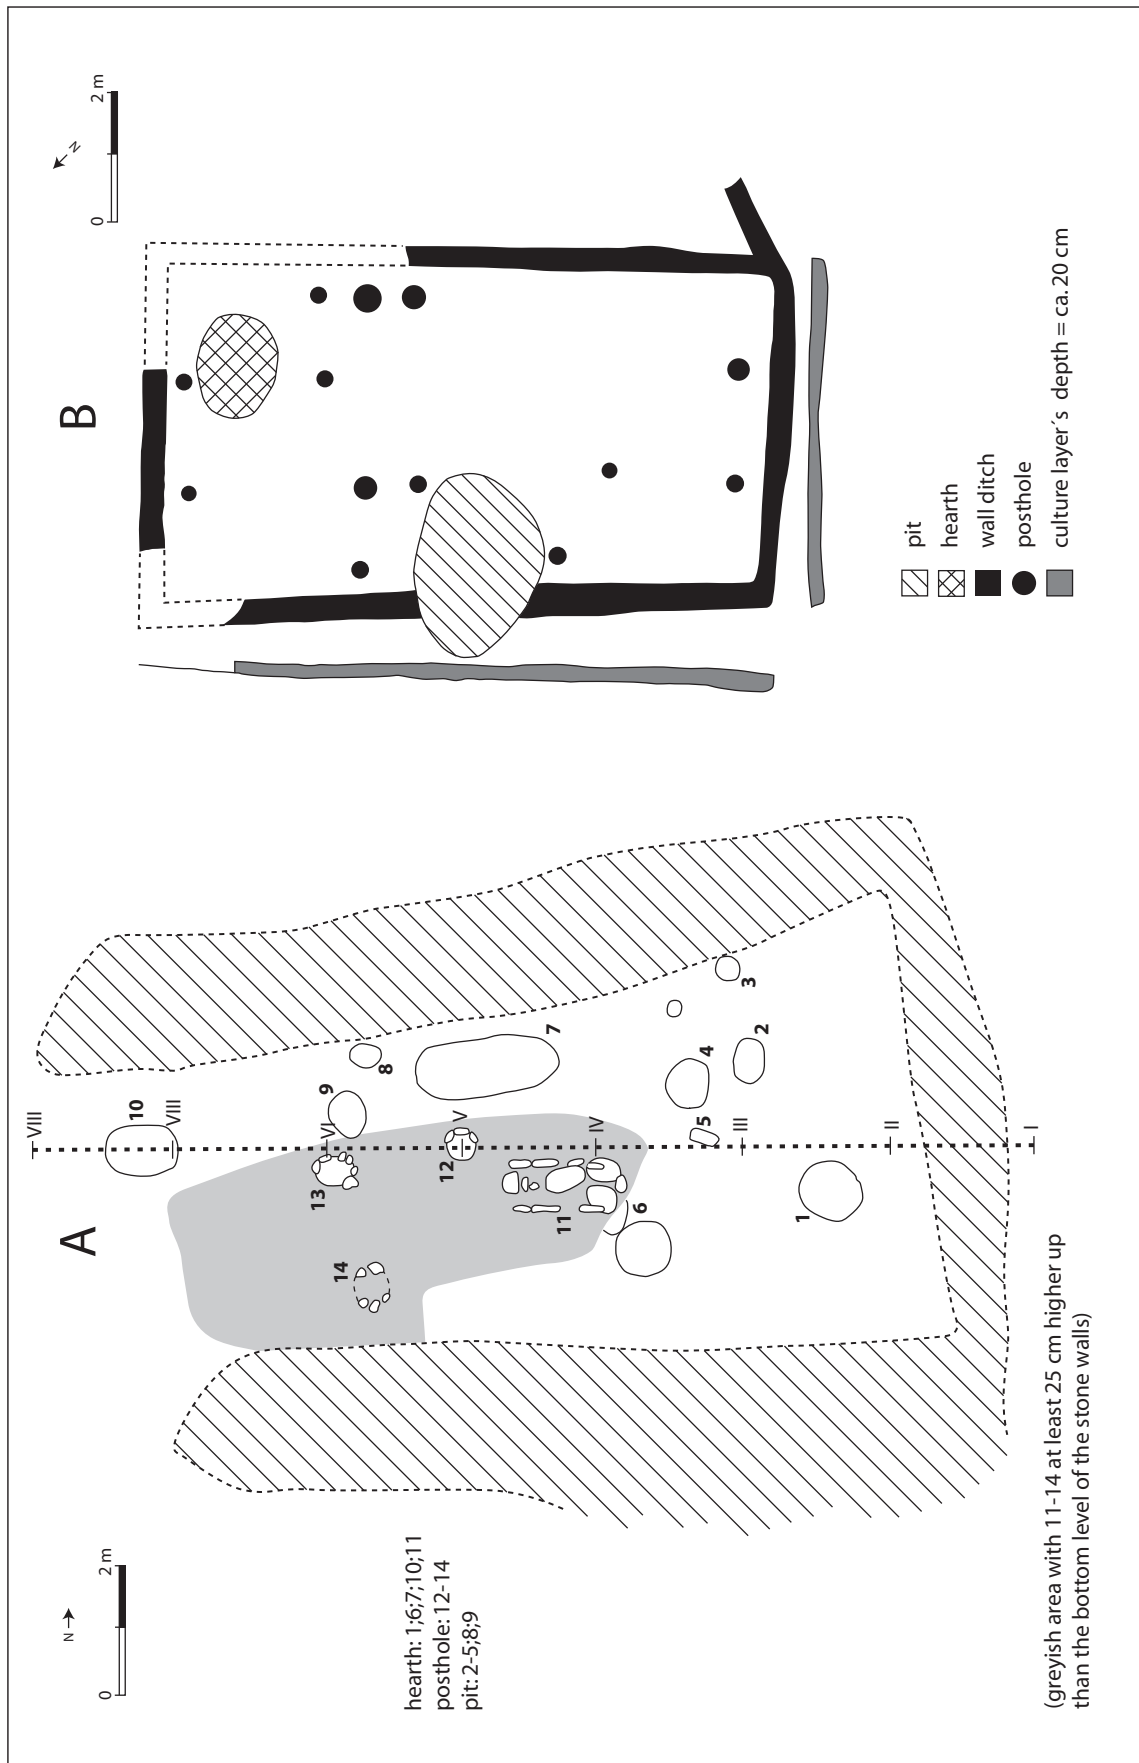 A
N
0 2 m
hearth: 1;6;7;10;11
posthole: 12-14
pit: 2-5;8;9
(greyish area with 11-14 at least 25 cm higher up
than the bottom level of the stone walls)
VIII
VIII
VI
V
IV
III
II
I
10
9
8
7
13
12
14
11
6
5
4
3
2
1
B
N
0 2 m
pit
hearth
wall ditch
posthole
culture layer´s depth = ca. 20 cm